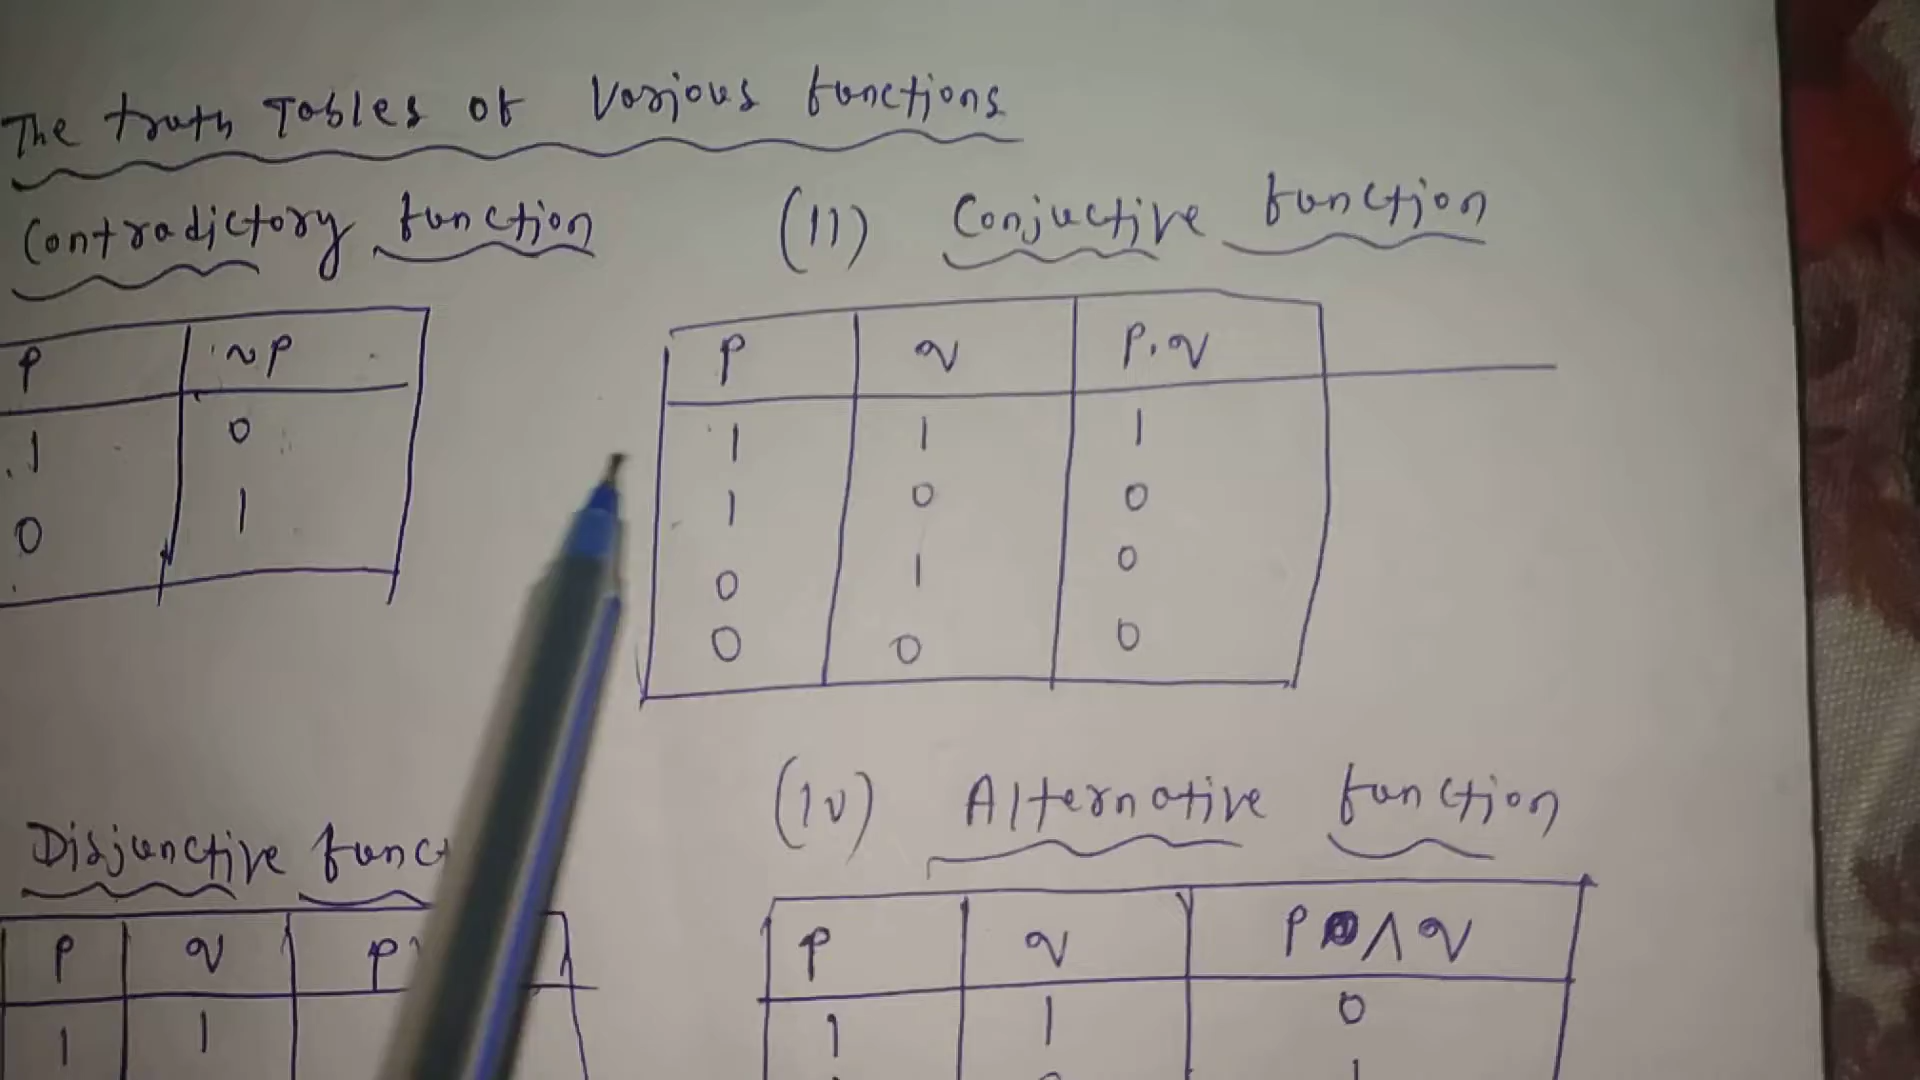 The truth Tables of Various functions
Contradictory function
(II) Conjuctive function
p ~p
1 0
0 1
p q p.q
1 1 1
1 0 0
0 1 0
0 0 0
Disjunctive funct
(IV) Alternative function
p q p
1 1
p q p ∧ q
1 1 0